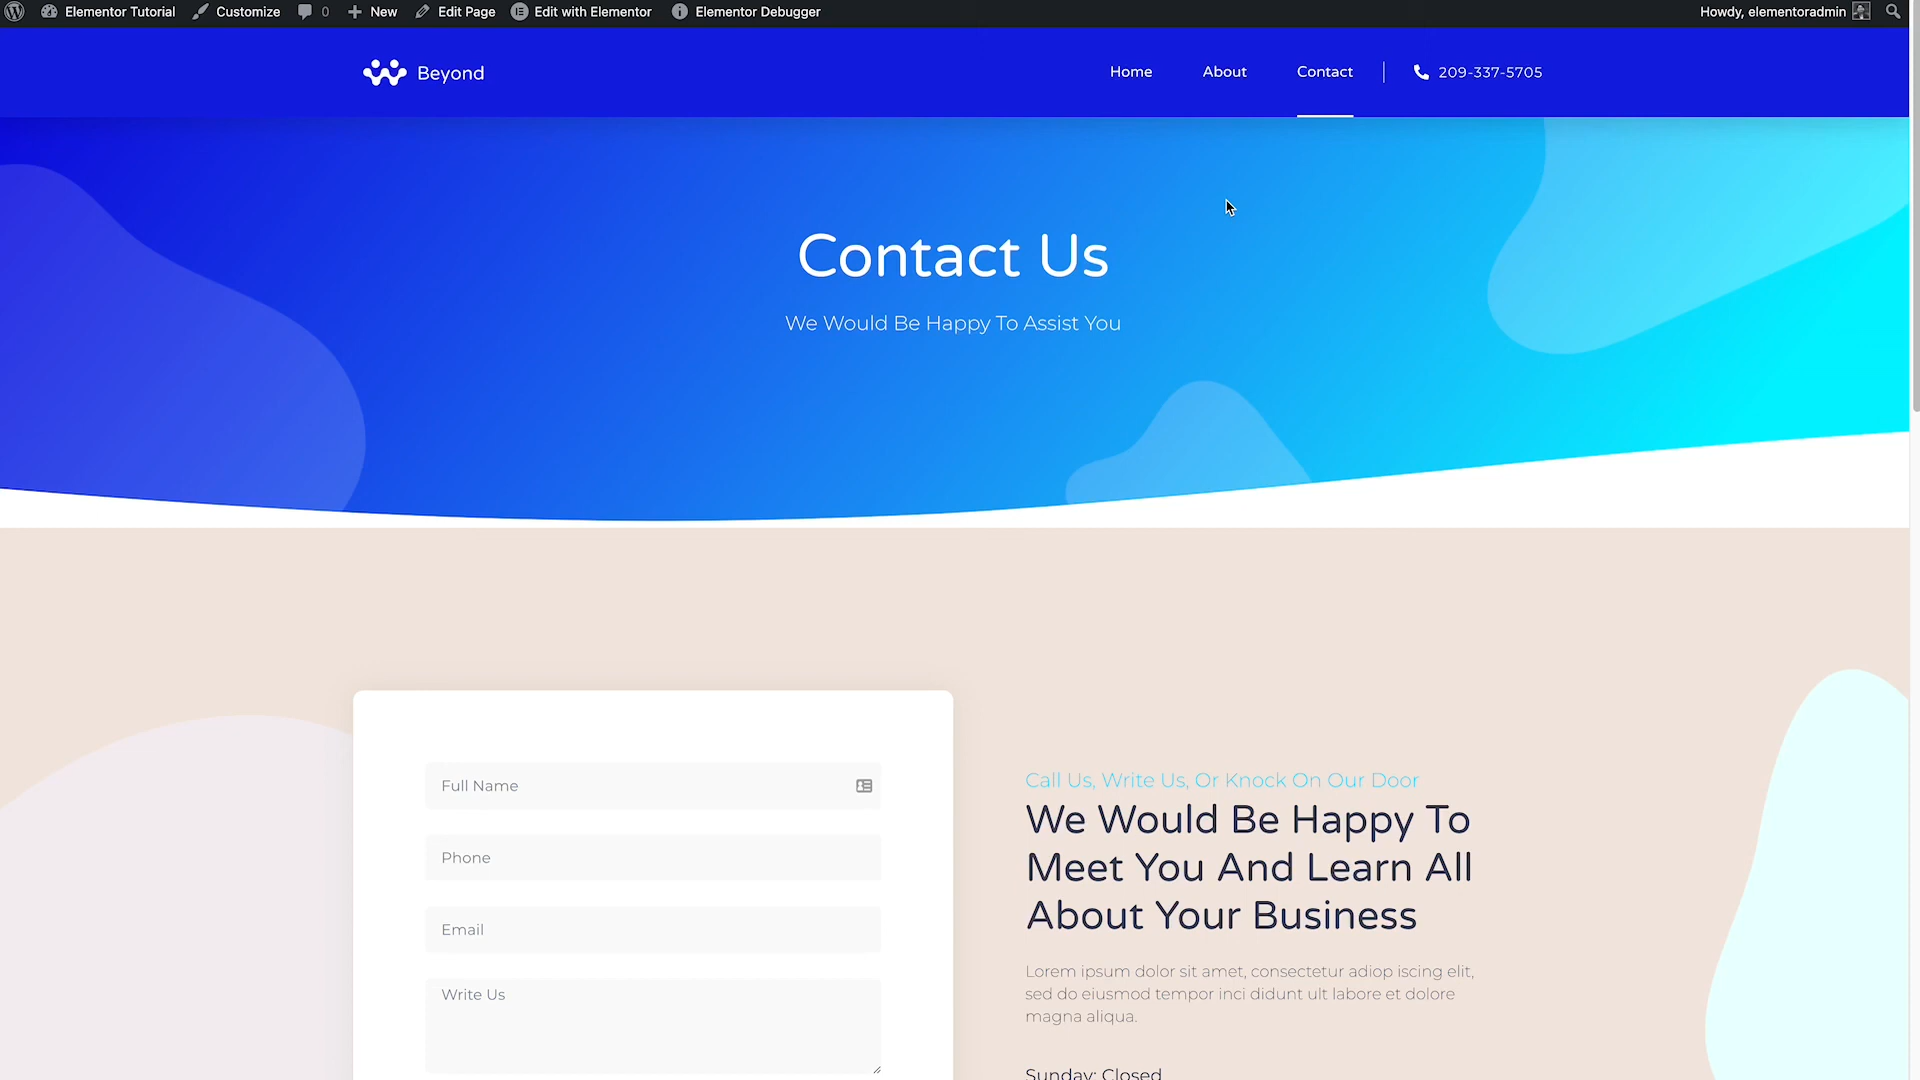 Elementor Tutorial Customize 0 New Edit Page Edit with Elementor Elementor Debugger Howdy, elementoradmin
Beyond Home About Contact 209-337-5705
Contact Us
We Would Be Happy To Assist You
Full Name
Phone
Email
Write Us
Call Us, Write Us, Or Knock On Our Door
We Would Be Happy To
Meet You And Learn All
About Your Business
Lorem ipsum dolor sit amet, consectetur adiop iscing elit,
sed do eiusmod tempor inci didunt ult labore et dolore
magna aliqua.
Sunday: Closed